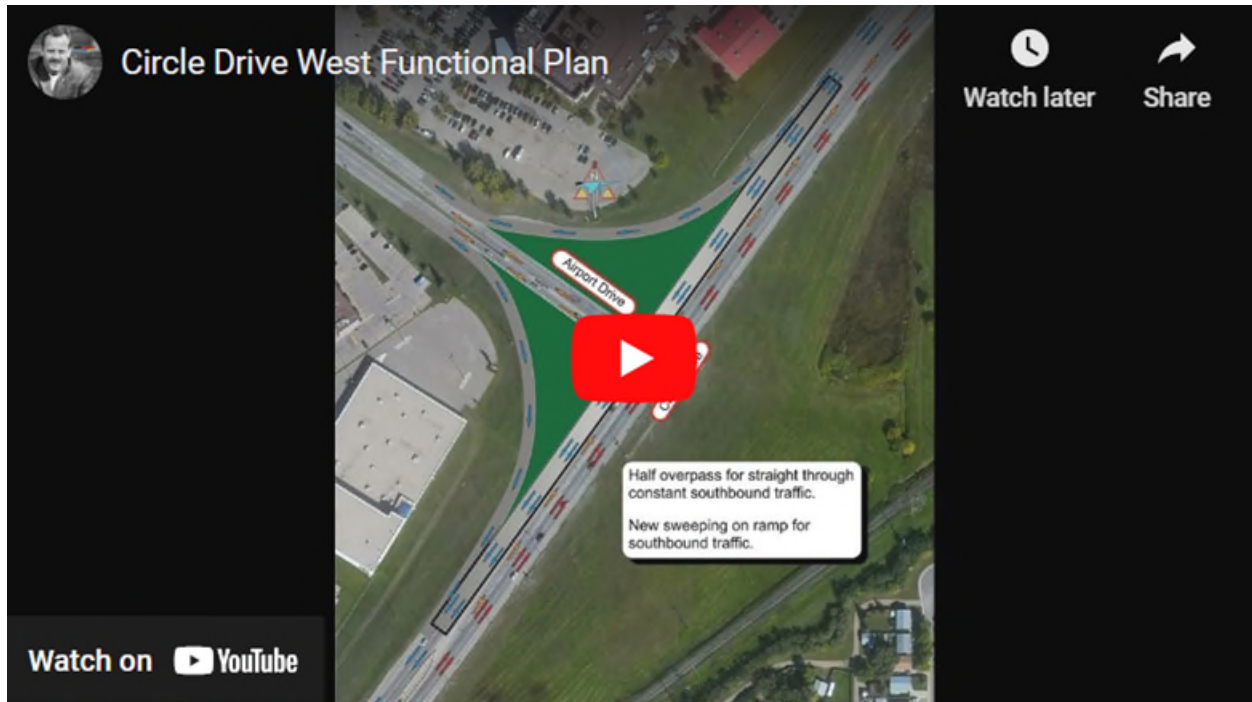 Circle Drive West Functional Plan
Watch later
Share
Airport Drive
Half overpass for straight through
constant southbound traffic.
New sweeping on ramp for
southbound traffic.
Watch on YouTube